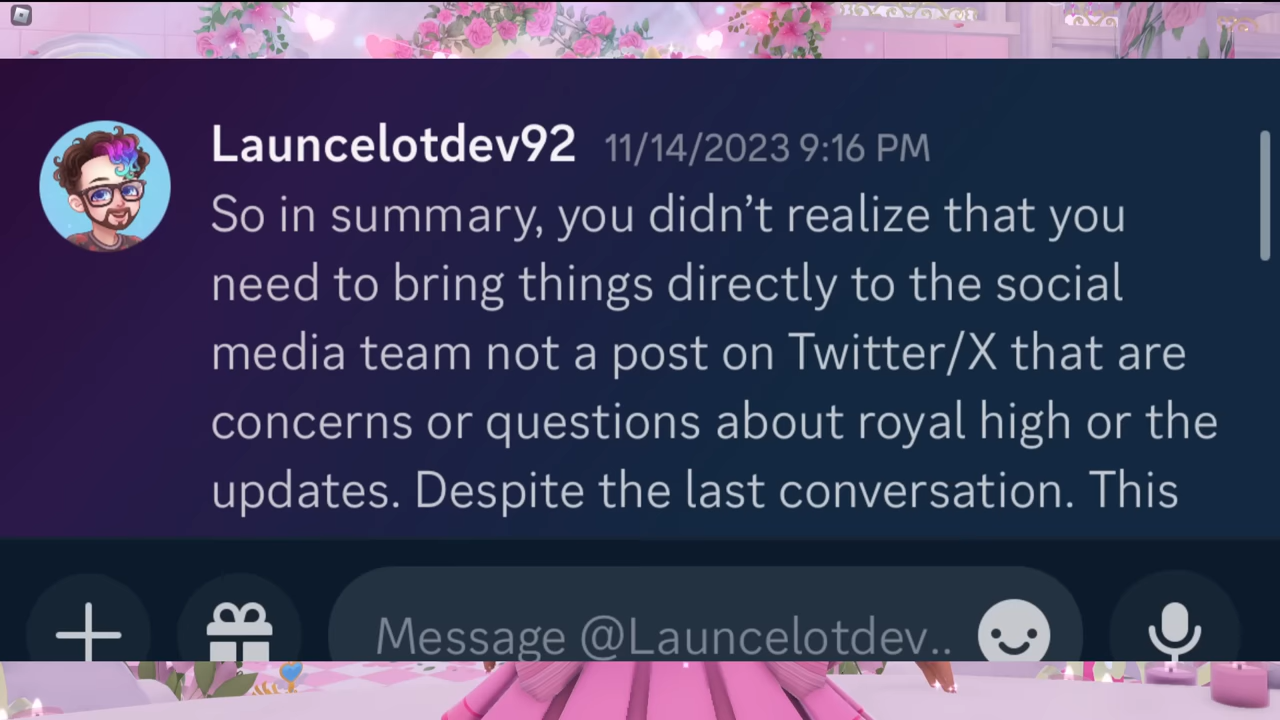 Launcelotdev92 11/14/2023 9:16 PM
So in summary, you didn’t realize that you
need to bring things directly to the social
media team not a post on Twitter/X that are
concerns or questions about royal high or the
updates. Despite the last conversation. This
Message @Launcelotdev..